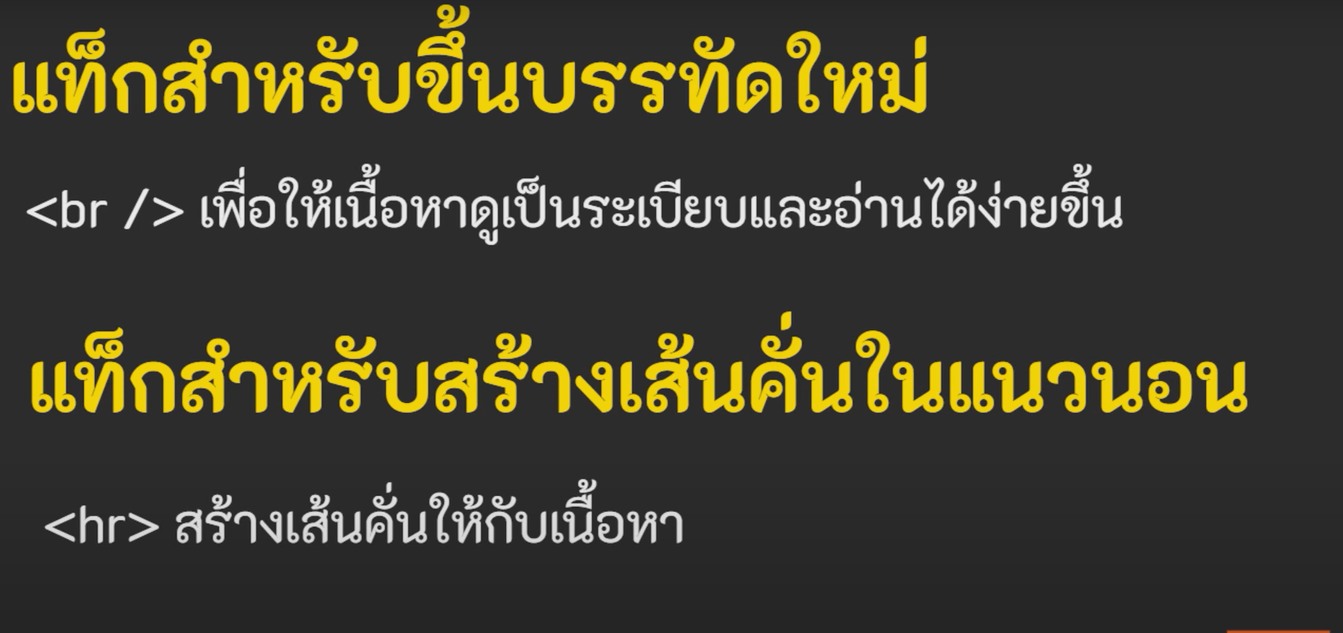 แท็กสำหรับขึ้นบรรทัดใหม่
<br /> เพื่อให้เนื้อหาดูเป็นระเบียบและอ่านได้ง่ายขึ้น
แท็กสำหรับสร้างเส้นคั่นในแนวนอน
<hr> สร้างเส้นคั่นให้กับเนื้อหา